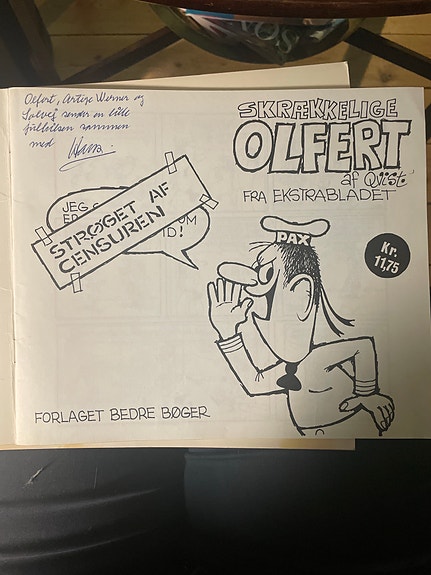 Olfert, Artige Werner og
Solveig sender en lille
julehilsen sammen
med
SKRÆKKELIGE
OLFERT
af Qvist
FRA EKSTRABLADET
JEG
STRØGET AF
CENSUREN
D!
PAX
Kr.
11,75
FORLAGET BEDRE BØGER